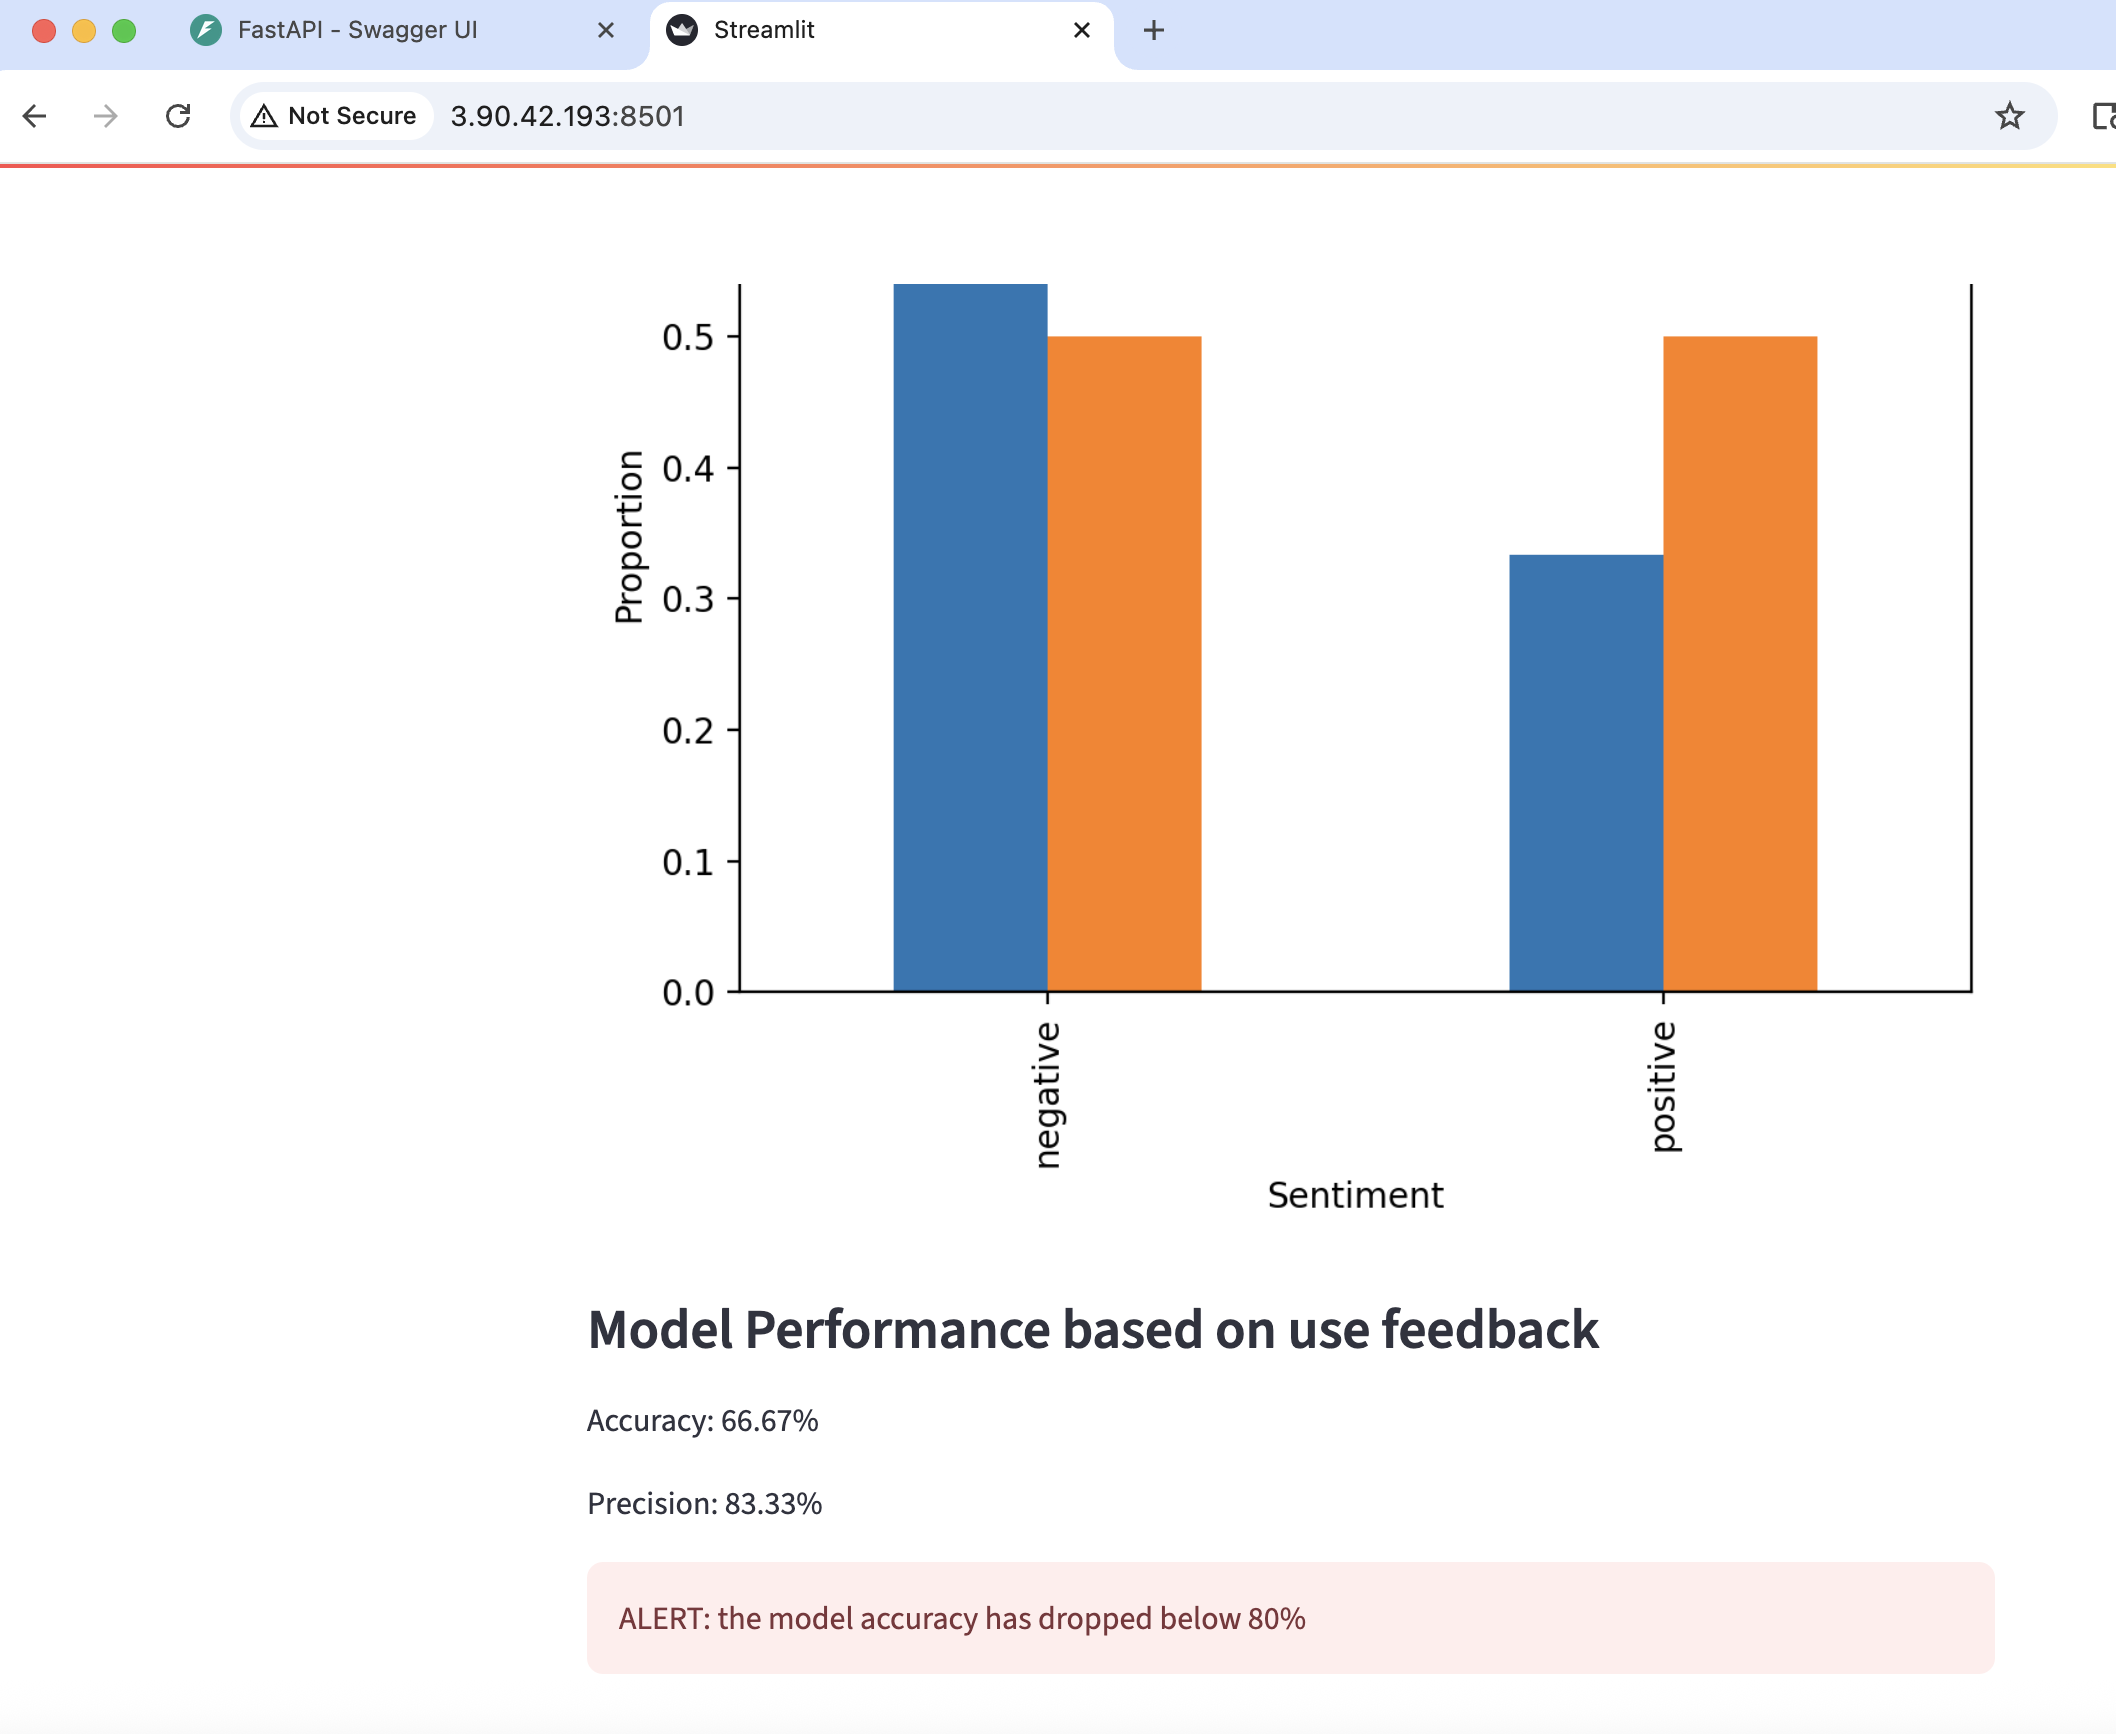 FastAPI - Swagger UI
Streamlit
Not Secure
3.90.42.193:8501
0.5
0.4
0.3
0.2
0.1
0.0
Proportion
negative
positive
Sentiment
Model Performance based on use feedback
Accuracy: 66.67%
Precision: 83.33%
ALERT: the model accuracy has dropped below 80%